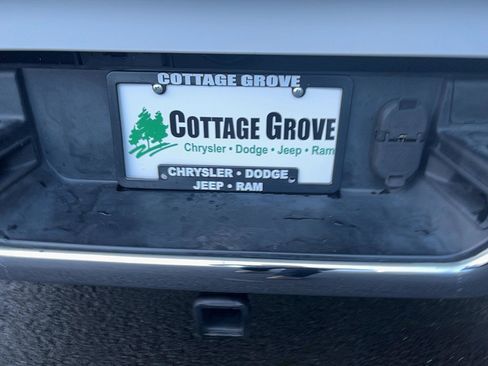 COTTAGE GROVE
COTTAGE GROVE
Chrysler • Dodge • Jeep • Ram
CHRYSLER • DODGE
JEEP • RAM